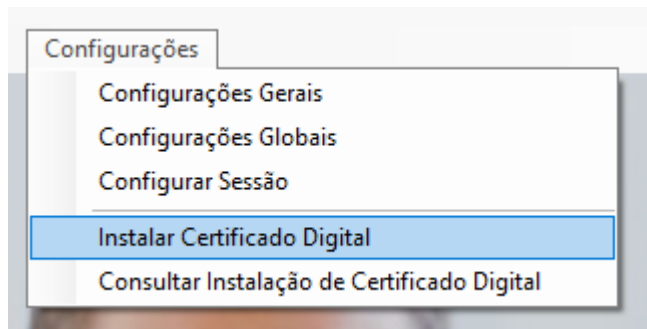 Configurações
Configurações Gerais
Configurações Globais
Configurar Sessão
Instalar Certificado Digital
Consultar Instalação de Certificado Digital